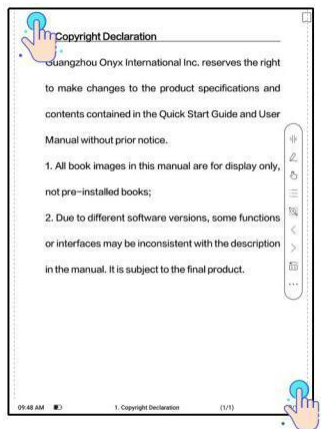 Copyright Declaration
Guangzhou Onyx International Inc. reserves the right
to make changes to the product specifications and
contents contained in the Quick Start Guide and User
Manual without prior notice.
1. All book images in this manual are for display only,
not pre-installed books;
2. Due to different software versions, some functions
or interfaces may be inconsistent with the description
in the manual. It is subject to the final product.
09:48 AM 1. Copyright Declaration (1/1)